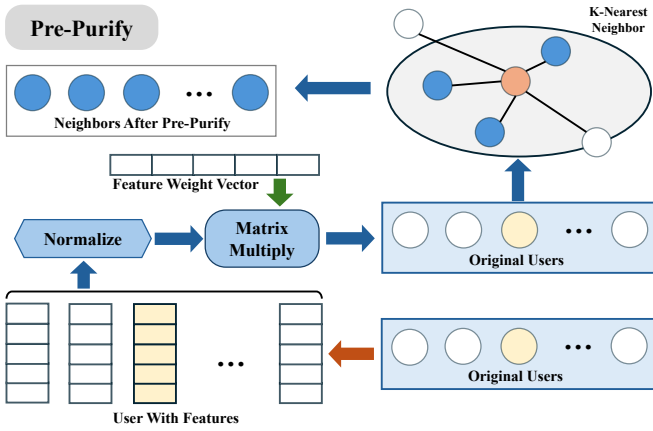 Pre-Purify
K-Nearest
Neighbor
...
Neighbors After Pre-Purify
Feature Weight Vector
Normalize
Matrix
Multiply
...
Original Users
...
Original Users
...
User With Features